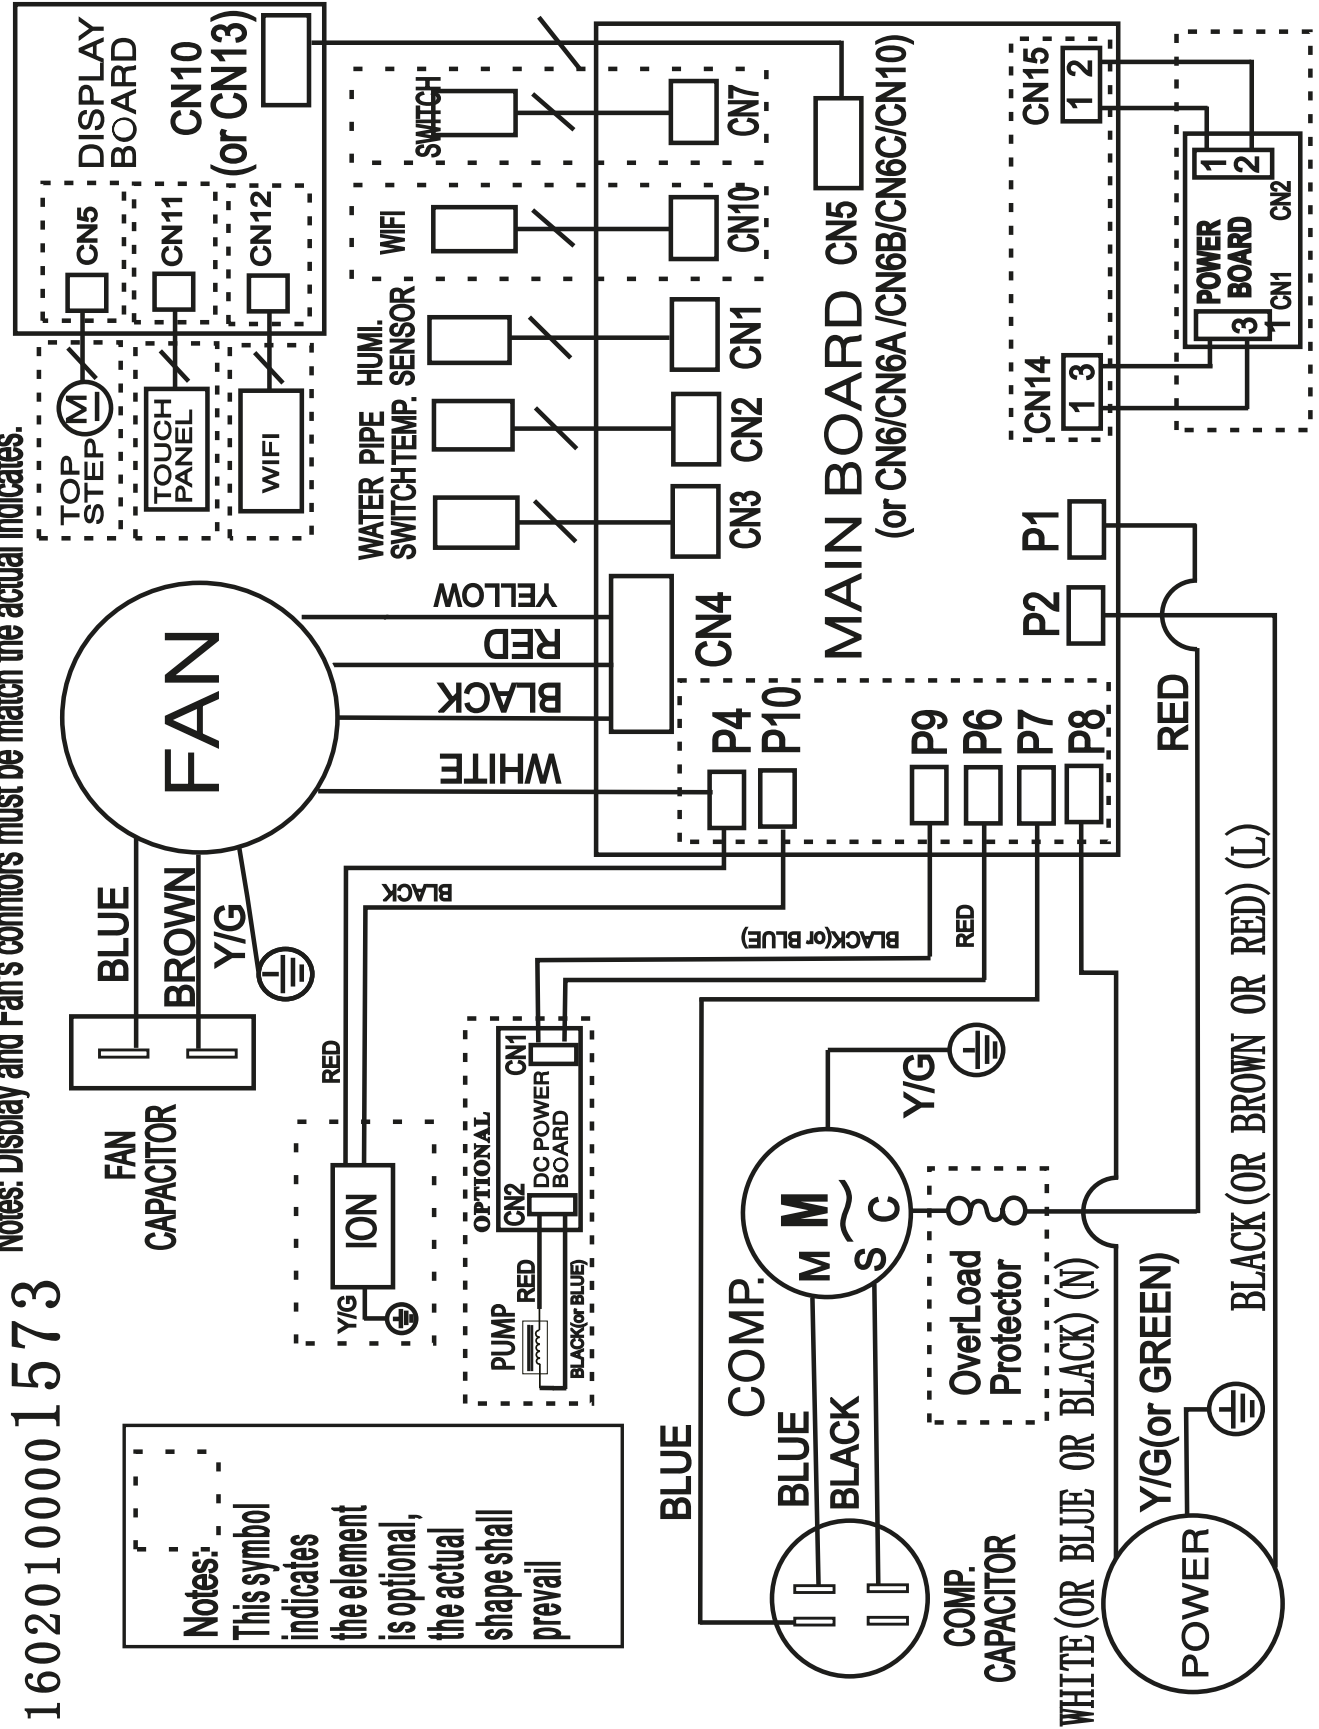 16020100001573
Notes: Display and Fan's conntors must be match the actual indicates.
Notes:
This symbol
indicates
the element
is optional,
the actual
shape shall
prevail
FAN
CAPACITOR
BLUE
BROWN
Y/G
FAN
WHITE
BLACK
RED
YELLOW
TOP
STEP
M
TOUCH
PANEL
WIFI
CN5
CN11
CN12
DISPLAY
BOARD
CN10
(or CN13)
WATER
SWITCH
PIPE
TEMP.
HUMI.
SENSOR
WIFI
SWITCH
CN3
CN2
CN1
CN10
CN7
CN4
MAIN BOARD
CN5
(or CN6/CN6A /CN6B/CN6C/CN10)
P4
P10
P9
P6
P7
P8
P2
P1
CN14
1 3
CN15
1 2
POWER
BOARD
CN1
3
1
CN2
1
2
RED
BLACK
ION
Y/G
OPTIONAL
CN1
DC POWER
BOARD
CN2
PUMP
RED
BLACK(or BLUE)
BLACK(or BLUE)
RED
BLUE
COMP.
M
M
~
S
C
Y/G
BLUE
BLACK
OverLoad
Protector
COMP.
CAPACITOR
RED
WHITE(OR BLUE OR BLACK)(N)
Y/G(or GREEN)
BLACK(OR BROWN OR RED)(L)
POWER